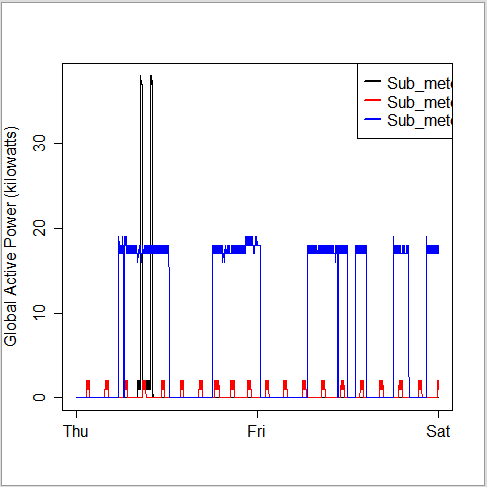 Sub_mete
Sub_mete
Sub_mete
Global Active Power (kilowatts)
30
20
10
0
Thu Fri Sat